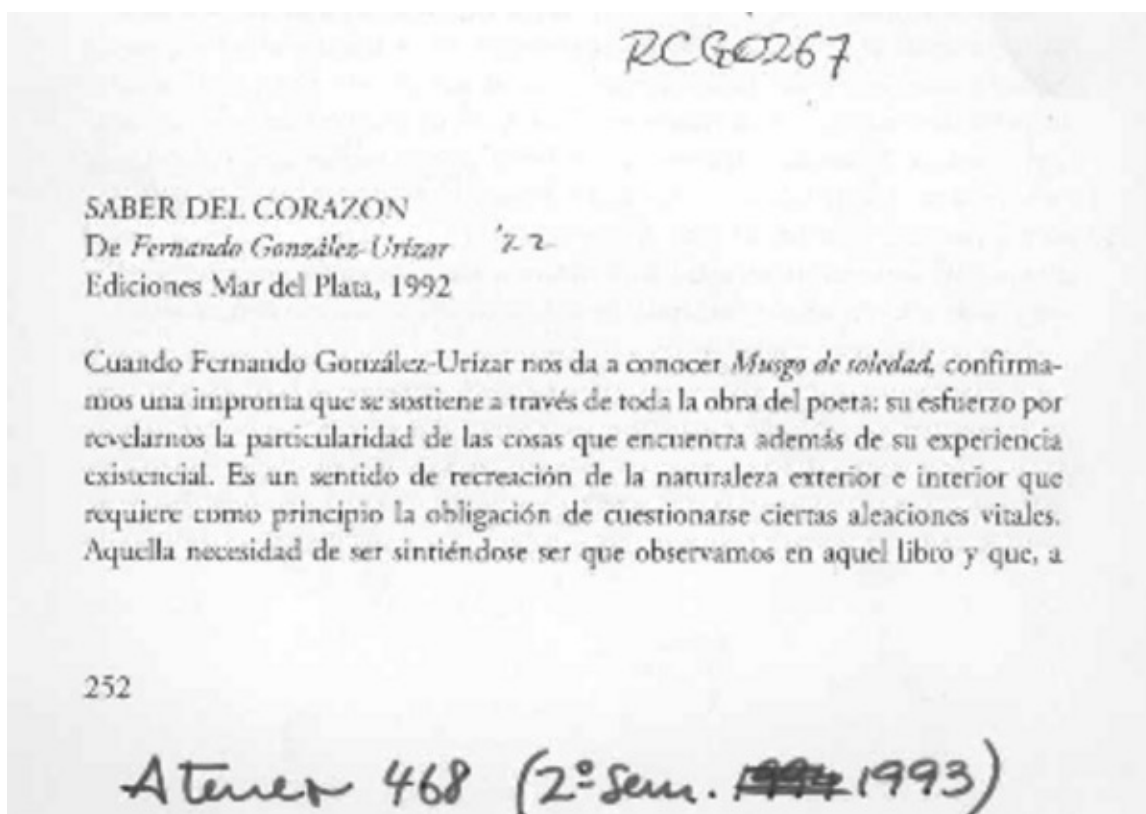 RCG0267
SABER DEL CORAZON
De Fernando González-Urízar
Ediciones Mar del Plata, 1992
Cuando Fernando González-Urízar nos da a conocer Musgo de soledad, confirma-
mos una impronta que se sostiene a través de toda la obra del poeta: su esfuerzo por
revelarnos la particularidad de las cosas que encuentra además de su experiencia
existencial. Es un sentido de recreación de la naturaleza exterior e interior que
requiere como principio la obligación de cuestionarse ciertas aleaciones vitales.
Aquella necesidad de ser sintiéndose ser que observamos en aquel libro y que, a
252
Atenea 468 (2º Sem. 1993)